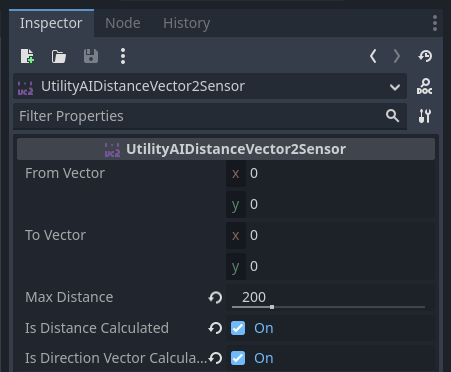 Inspector Node History
UtilityAIDistanceVector2Sensor DOC
Filter Properties
UtilityAIDistanceVector2Sensor
From Vector x 0
y 0
To Vector x 0
y 0
Max Distance 200
Is Distance Calculated On
Is Direction Vector Calcula... On